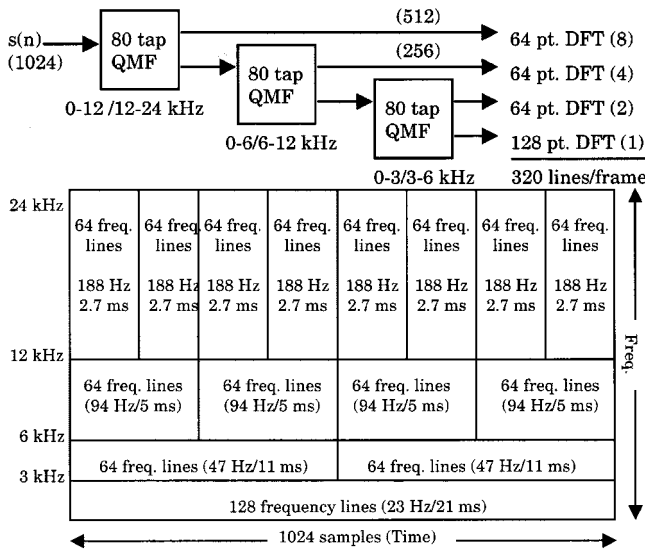 (512)
s(n)
(1024)
80 tap
QMF
64 pt. DFT (8)
(256)
80 tap
QMF
64 pt. DFT (4)
0-12 /12-24 kHz
80 tap
QMF
64 pt. DFT (2)
0-6/6-12 kHz
128 pt. DFT (1)
0-3/3-6 kHz
320 lines/frame
24 kHz
64 freq. lines
188 Hz
2.7 ms
64 freq. lines
188 Hz
2.7 ms
64 freq. lines
188 Hz
2.7 ms
64 freq. lines
188 Hz
2.7 ms
64 freq. lines
188 Hz
2.7 ms
64 freq. lines
188 Hz
2.7 ms
64 freq. lines
188 Hz
2.7 ms
64 freq. lines
188 Hz
2.7 ms
Freq.
12 kHz
64 freq. lines
(94 Hz/5 ms)
64 freq. lines
(94 Hz/5 ms)
64 freq. lines
(94 Hz/5 ms)
64 freq. lines
(94 Hz/5 ms)
6 kHz
64 freq. lines (47 Hz/11 ms)
64 freq. lines (47 Hz/11 ms)
3 kHz
128 frequency lines (23 Hz/21 ms)
1024 samples (Time)